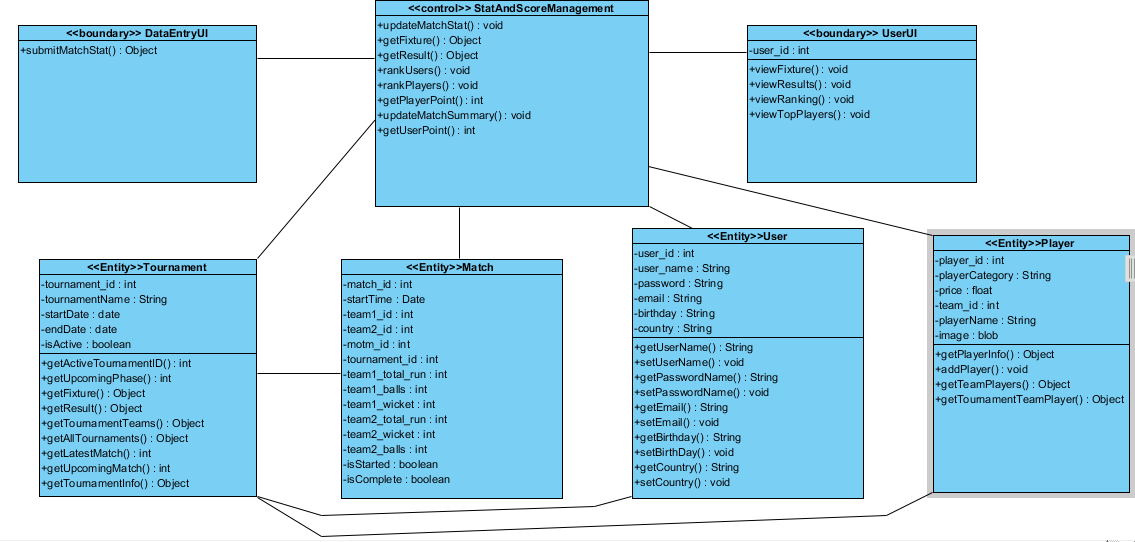 <<control>> StatAndScoreManagement
+updateMatchStat() : void
+getFixture() : Object
+getResult() : Object
+rankUsers() : void
+rankPlayers() : void
+getPlayerPoint() : int
+updateMatchSummary() : void
+getUserPoint() : int
<<boundary>> DataEntryUI
+submitMatchStat() : Object
<<boundary>> UserUI
-user_id : int
+viewFixture() : void
+viewResults() : void
+viewRanking() : void
+viewTopPlayers() : void
<<Entity>>Tournament
-tournament_id : int
-tournamentName : String
-startDate : date
-endDate : date
-isActive : boolean
+getActiveTournamentID() : int
+getUpcomingPhase() : int
+getFixture() : Object
+getResult() : Object
+getTournamentTeams() : Object
+getAllTournaments() : Object
+getLatestMatch() : int
+getUpcomingMatch() : int
+getTournamentInfo() : Object
<<Entity>>Match
-match_id : int
-startTime : Date
-team1_id : int
-team2_id : int
-motm_id : int
-tournament_id : int
-team1_total_run : int
-team1_balls : int
-team1_wicket : int
-team2_total_run : int
-team2_wicket : int
-team2_balls : int
-isStarted : boolean
-isComplete : boolean
<<Entity>>User
-user_id : int
-user_name : String
-password : String
-email : String
-birthday : String
-country : String
+getUserName() : String
+setUserName() : void
+getPasswordName() : String
+setPasswordName() : void
+getEmail() : String
+setEmail() : void
+getBirthday() : String
+setBirthDay() : void
+getCountry() : String
+setCountry() : void
<<Entity>>Player
-player_id : int
-playerCategory : String
-price : float
-team_id : int
-playerName : String
-image : blob
+getPlayerInfo() : Object
+addPlayer() : void
+getTeamPlayers() : Object
+getTournamentTeamPlayer() : Object